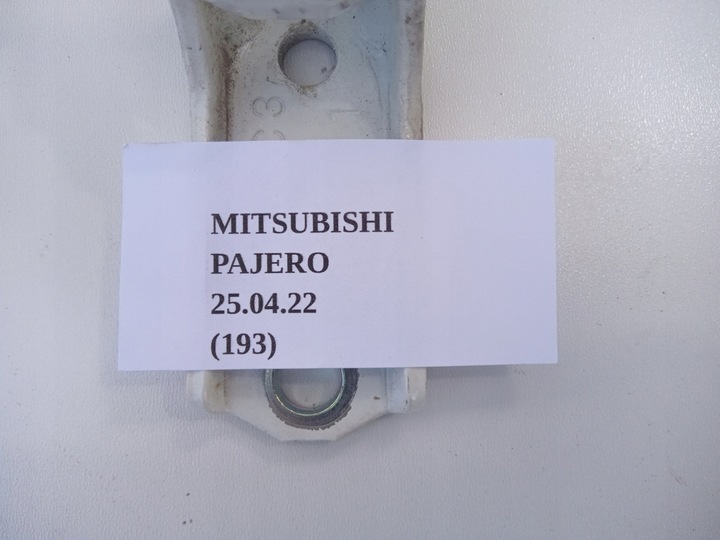 MITSUBISHI
PAJERO
25.04.22
(193)